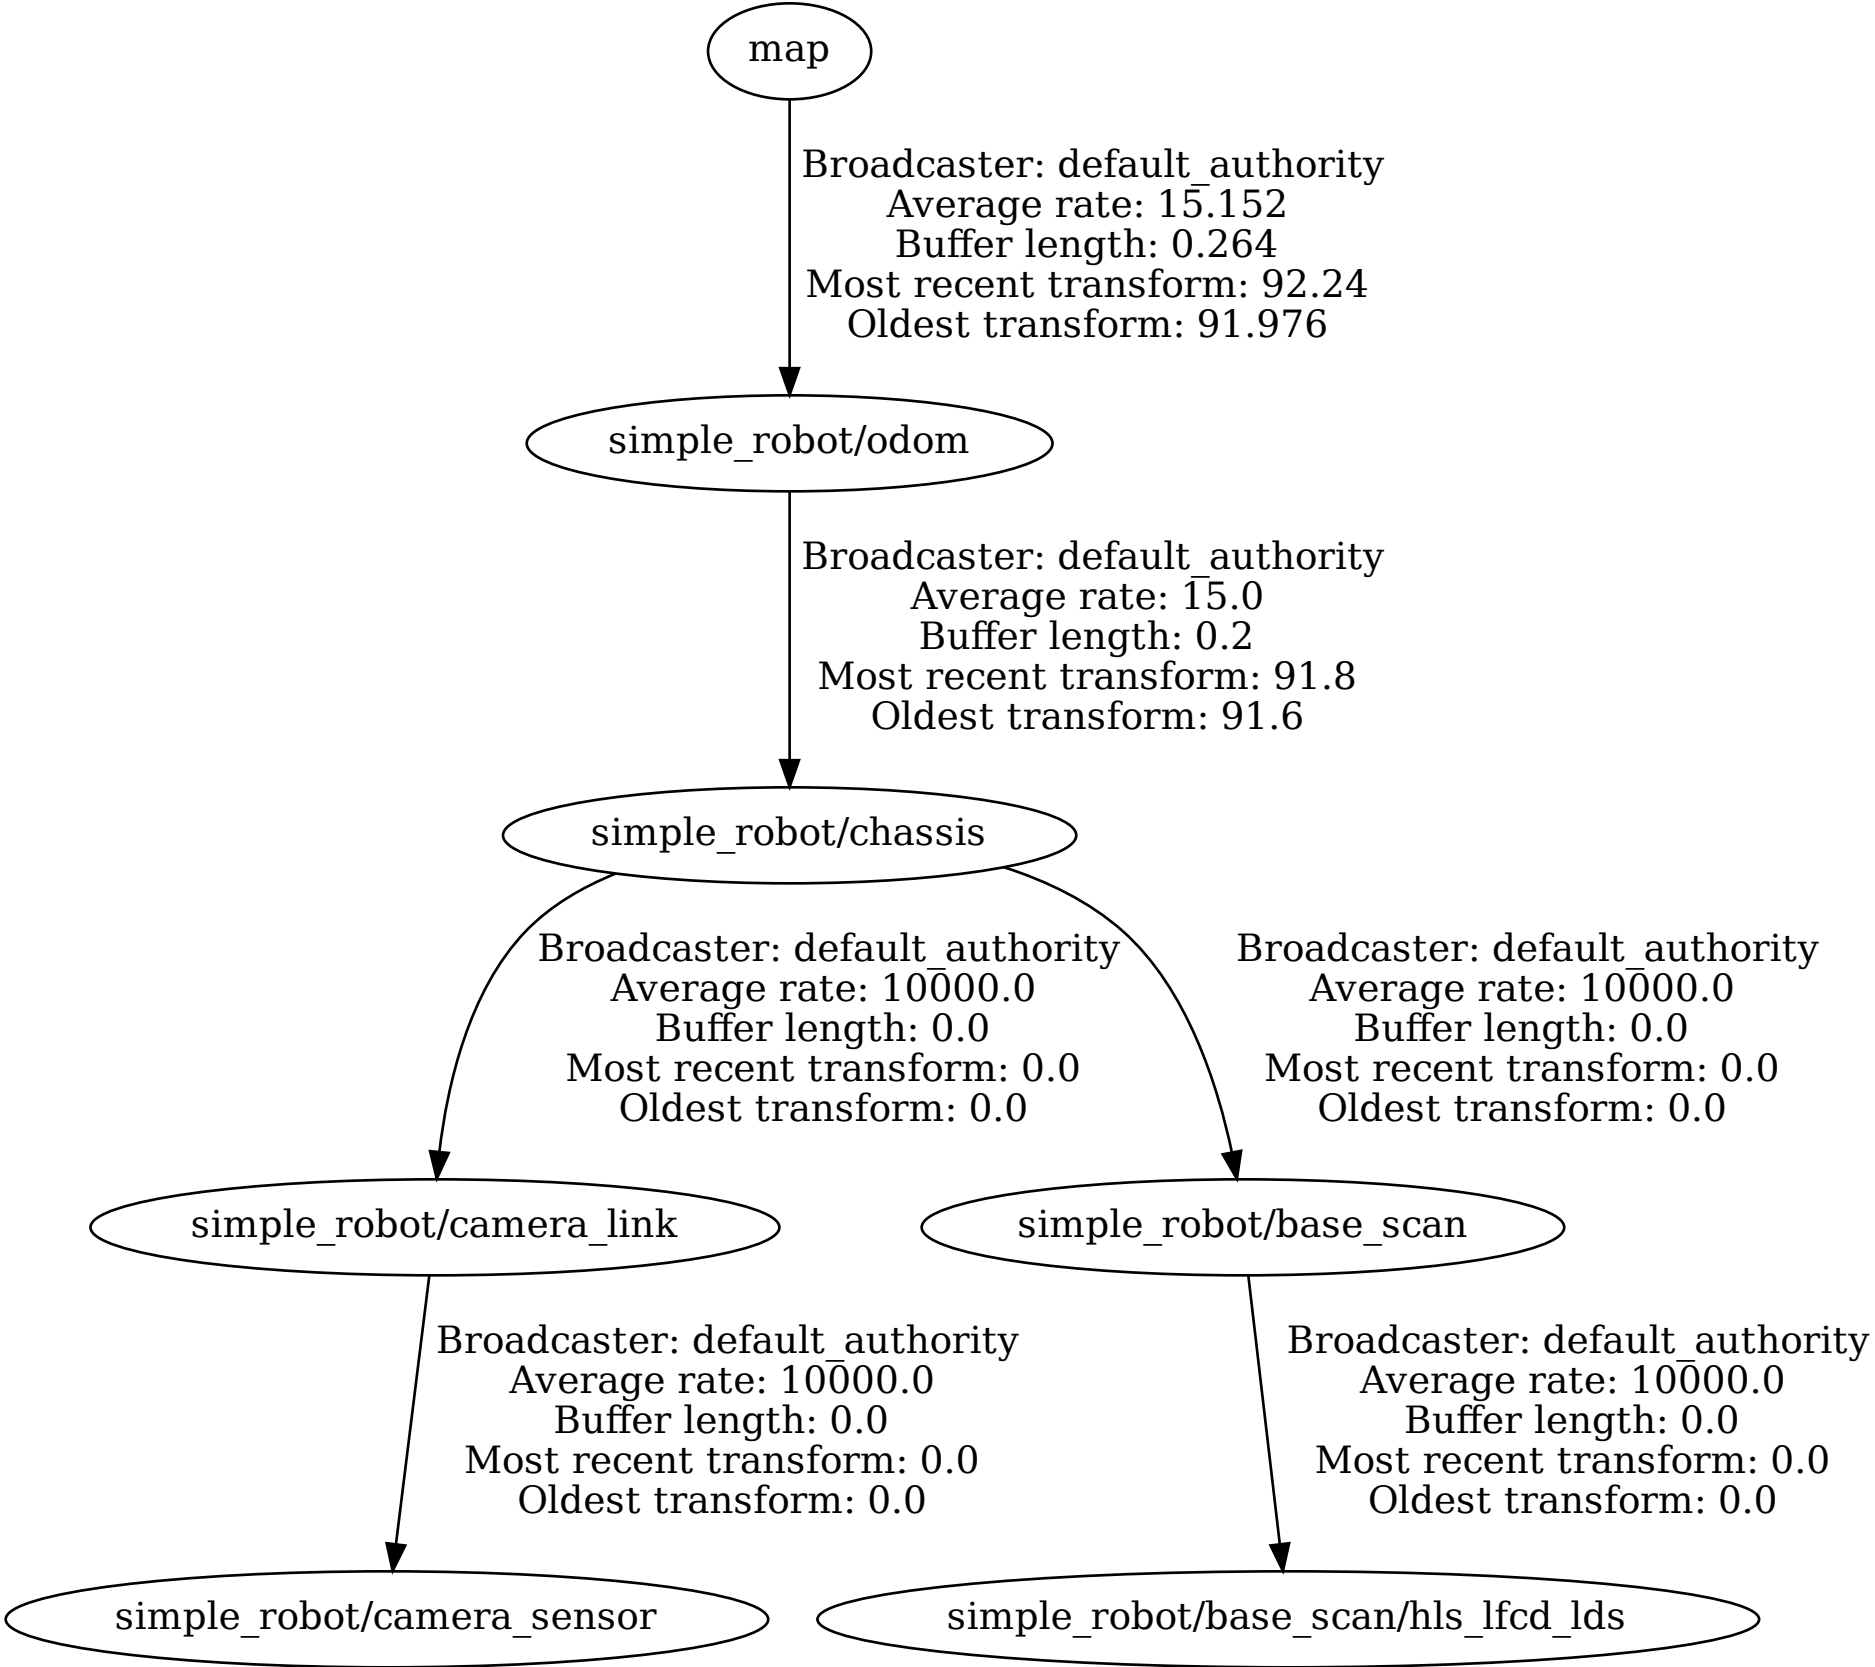 map
Broadcaster: default_authority
Average rate: 15.152
Buffer length: 0.264
Most recent transform: 92.24
Oldest transform: 91.976
simple_robot/odom
Broadcaster: default_authority
Average rate: 15.0
Buffer length: 0.2
Most recent transform: 91.8
Oldest transform: 91.6
simple_robot/chassis
Broadcaster: default_authority
Average rate: 10000.0
Buffer length: 0.0
Most recent transform: 0.0
Oldest transform: 0.0
Broadcaster: default_authority
Average rate: 10000.0
Buffer length: 0.0
Most recent transform: 0.0
Oldest transform: 0.0
simple_robot/camera_link
simple_robot/base_scan
Broadcaster: default_authority
Average rate: 10000.0
Buffer length: 0.0
Most recent transform: 0.0
Oldest transform: 0.0
Broadcaster: default_authority
Average rate: 10000.0
Buffer length: 0.0
Most recent transform: 0.0
Oldest transform: 0.0
simple_robot/camera_sensor
simple_robot/base_scan/hls_lfcd_lds